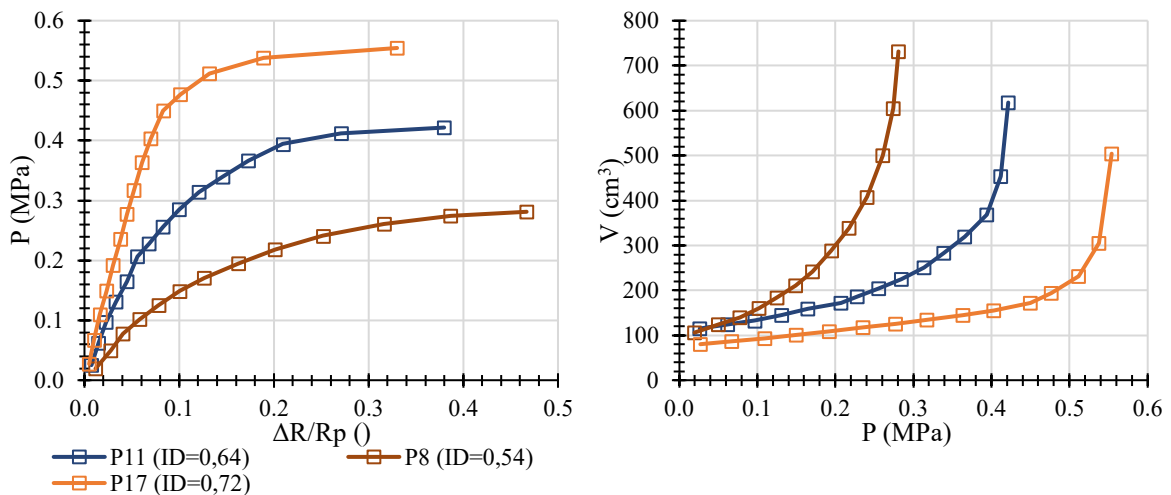 0.6
0.5
0.4
0.3
0.2
0.1
0.0
P (MPa)
0.0 0.1 0.2 0.3 0.4 0.5
ΔR/Rp ()
800
700
600
500
400
300
200
100
0
V (cm³)
0.0 0.1 0.2 0.3 0.4 0.5 0.6
P (MPa)
P11 (ID=0,64) P8 (ID=0,54)
P17 (ID=0,72)